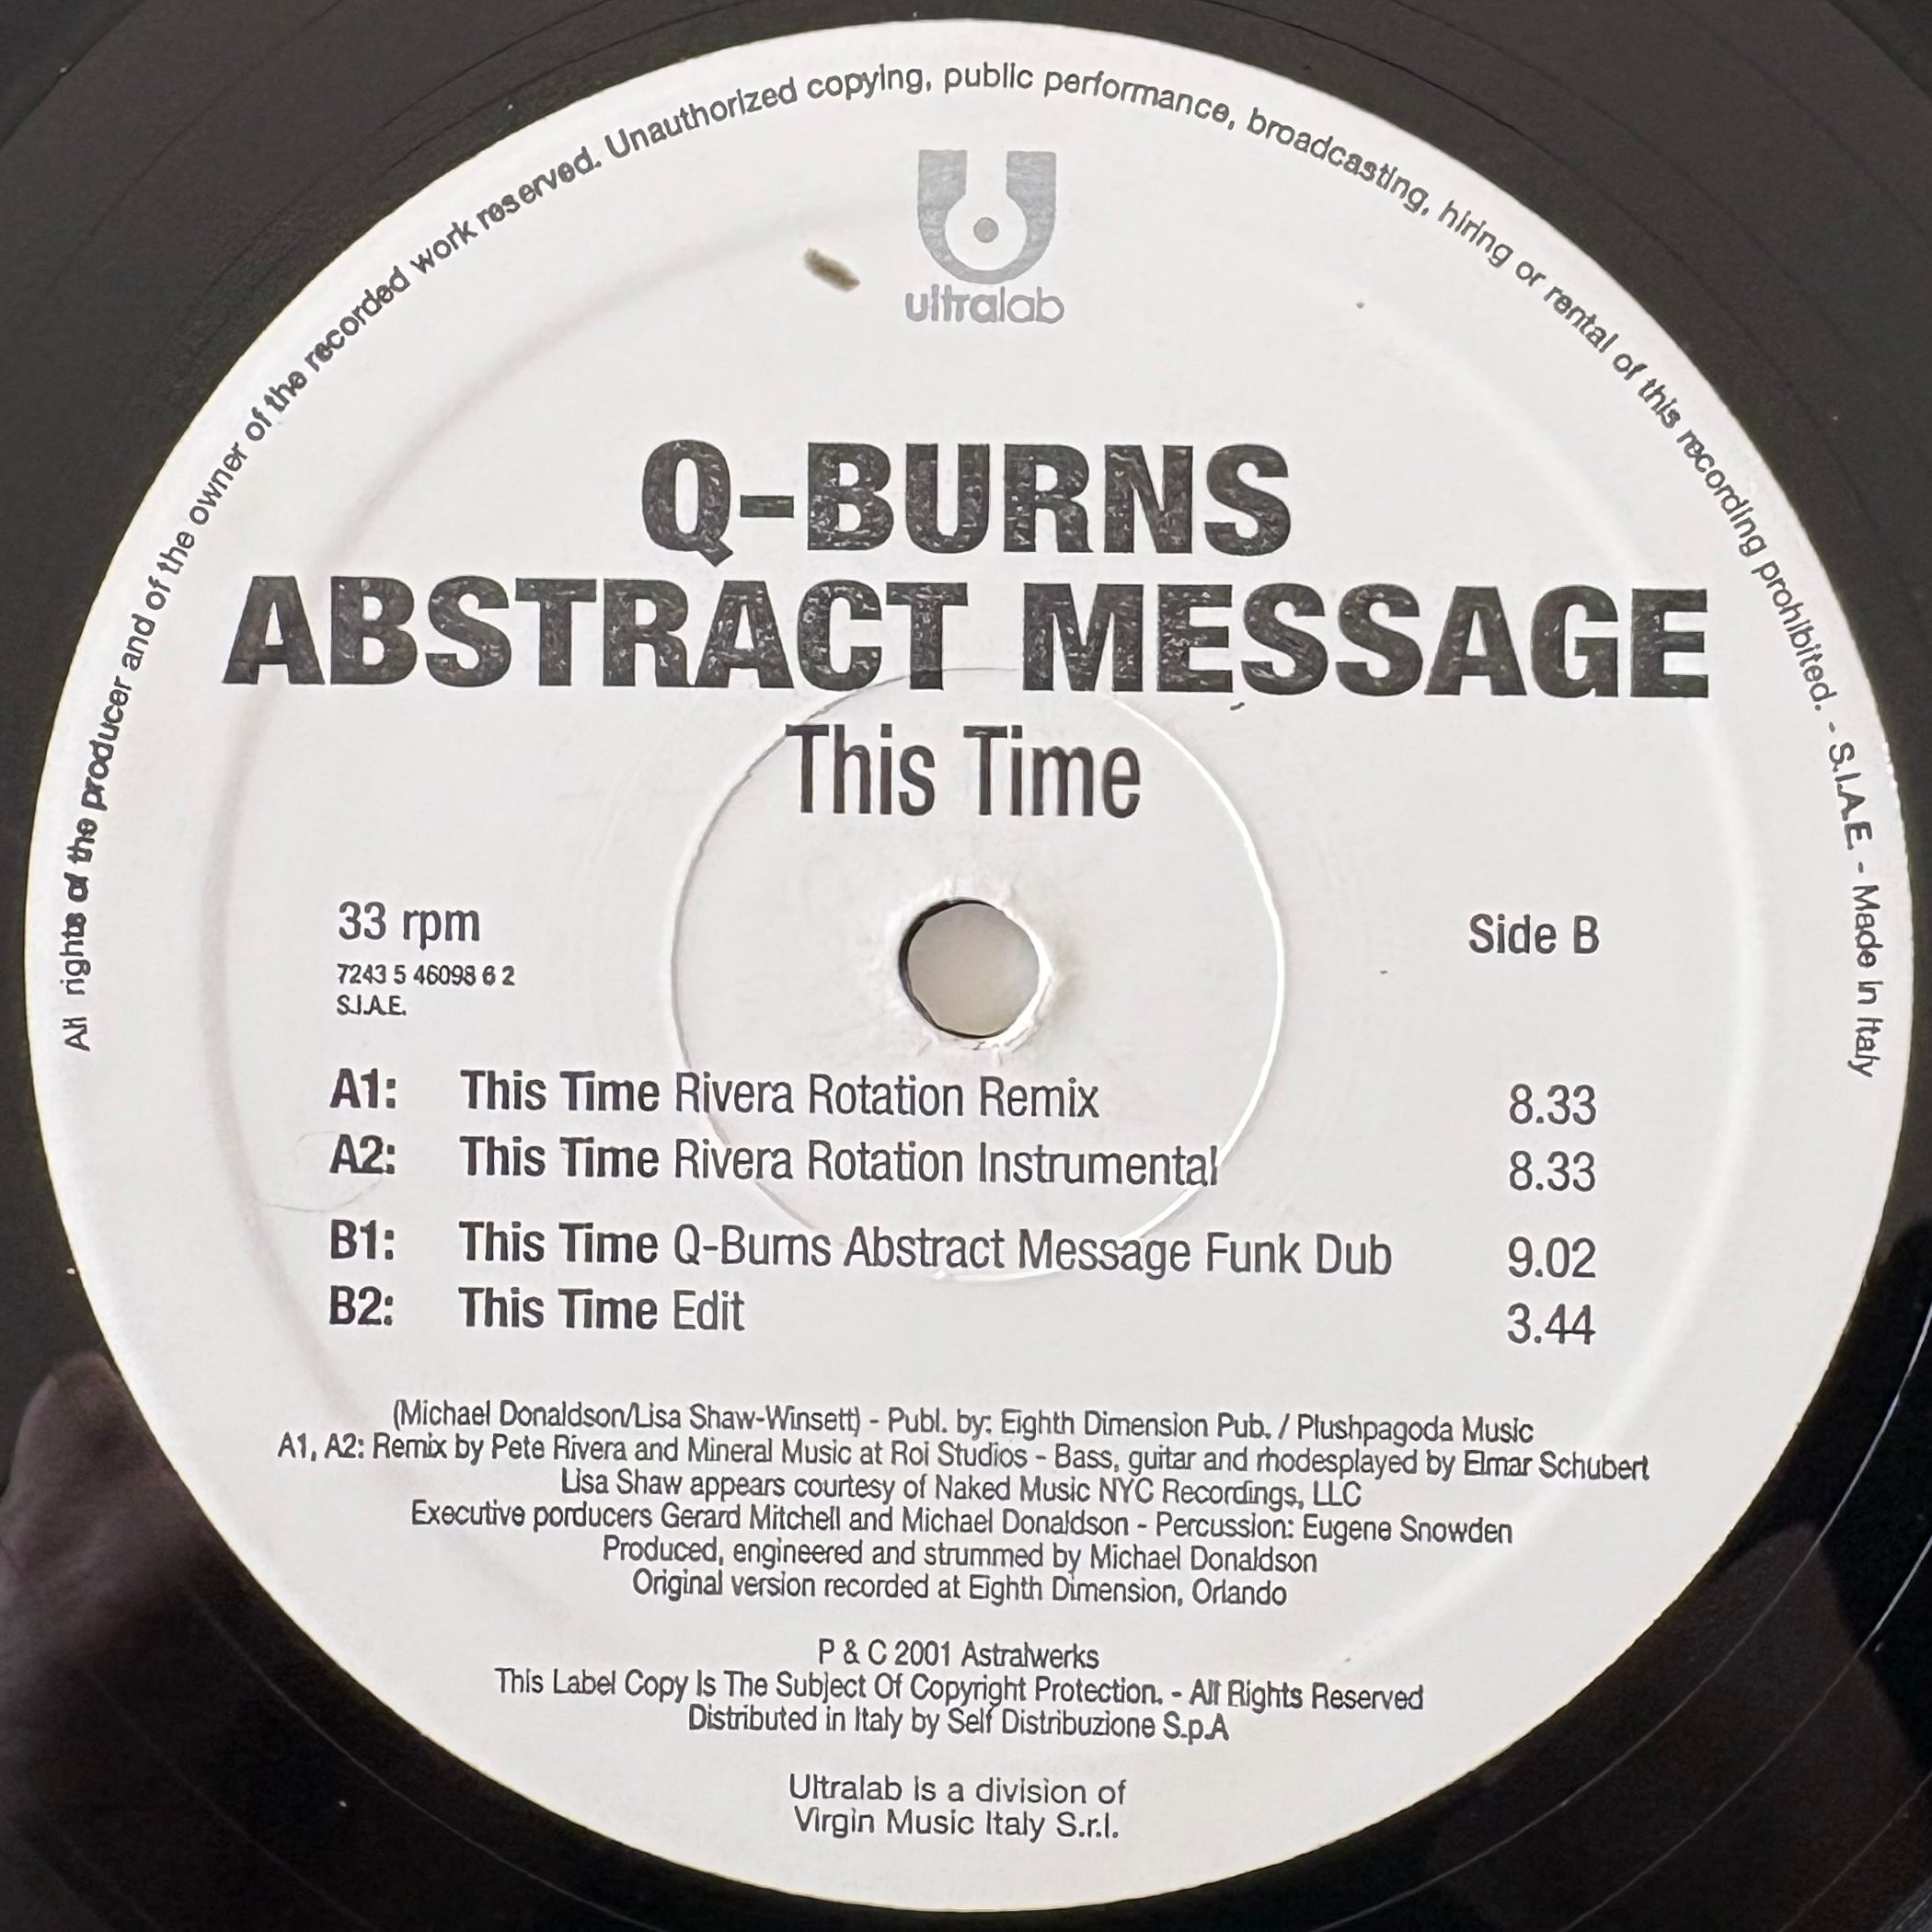 All rights of the producer and of the owner of the recorded work reserved. Unauthorized copying, public performance, broadcasting, hiring or rental of this recording prohibited. - S.I.A.E. - Made in Italy
ultralab
Q-BURNS
ABSTRACT MESSAGE
This Time
33 rpm
Side B
7243 5 46098 6 2
S.I.A.E.
A1: This Time Rivera Rotation Remix 8.33
A2: This Time Rivera Rotation Instrumental 8.33
B1: This Time Q-Burns Abstract Message Funk Dub 9.02
B2: This Time Edit 3.44
(Michael Donaldson/Lisa Shaw-Winsett) - Publ. by: Eighth Dimension Pub. / Plushpagoda Music
A1, A2: Remix by Pete Rivera and Mineral Music at Roi Studios - Bass, guitar and rhodesplayed by Elmar Schubert
Lisa Shaw appears courtesy of Naked Music NYC Recordings, LLC
Executive porducers Gerard Mitchell and Michael Donaldson - Percussion: Eugene Snowden
Produced, engineered and strummed by Michael Donaldson
Original version recorded at Eighth Dimension, Orlando
P & C 2001 Astralwerks
This Label Copy Is The Subject Of Copyright Protection. - All Rights Reserved
Distributed in Italy by Self Distribuzione S.p.A
Ultralab is a division of
Virgin Music Italy S.r.l.